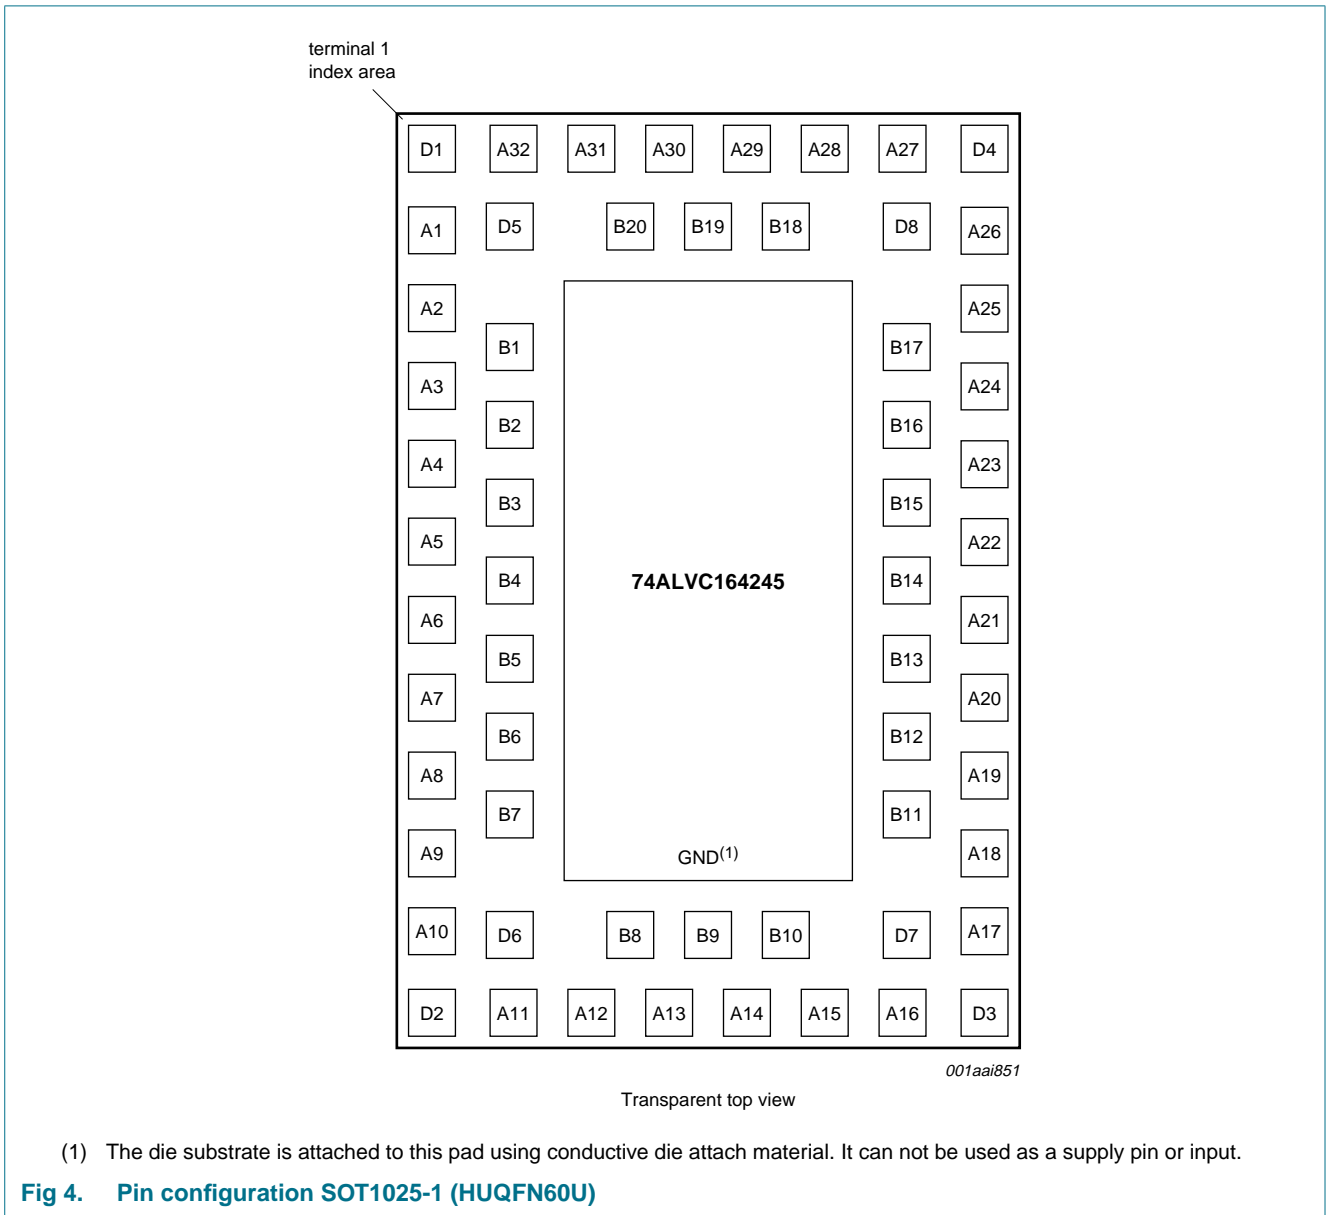 terminal 1
index area
D1 A32 A31 A30 A29 A28 A27 D4
A1 D5 B20 B19 B18 D8 A26
A2 A25
B1 B17
A3 A24
B2 B16
A4 A23
B3 B15
A5 A22
B4 74ALVC164245 B14
A6 A21
B5 B13
A7 A20
B6 B12
A8 A19
B7 B11
A9 GND(1) A18
A10 D6 B8 B9 B10 D7 A17
D2 A11 A12 A13 A14 A15 A16 D3
001aai851
Transparent top view
(1) The die substrate is attached to this pad using conductive die attach material. It can not be used as a supply pin or input.
Fig 4. Pin configuration SOT1025-1 (HUQFN60U)